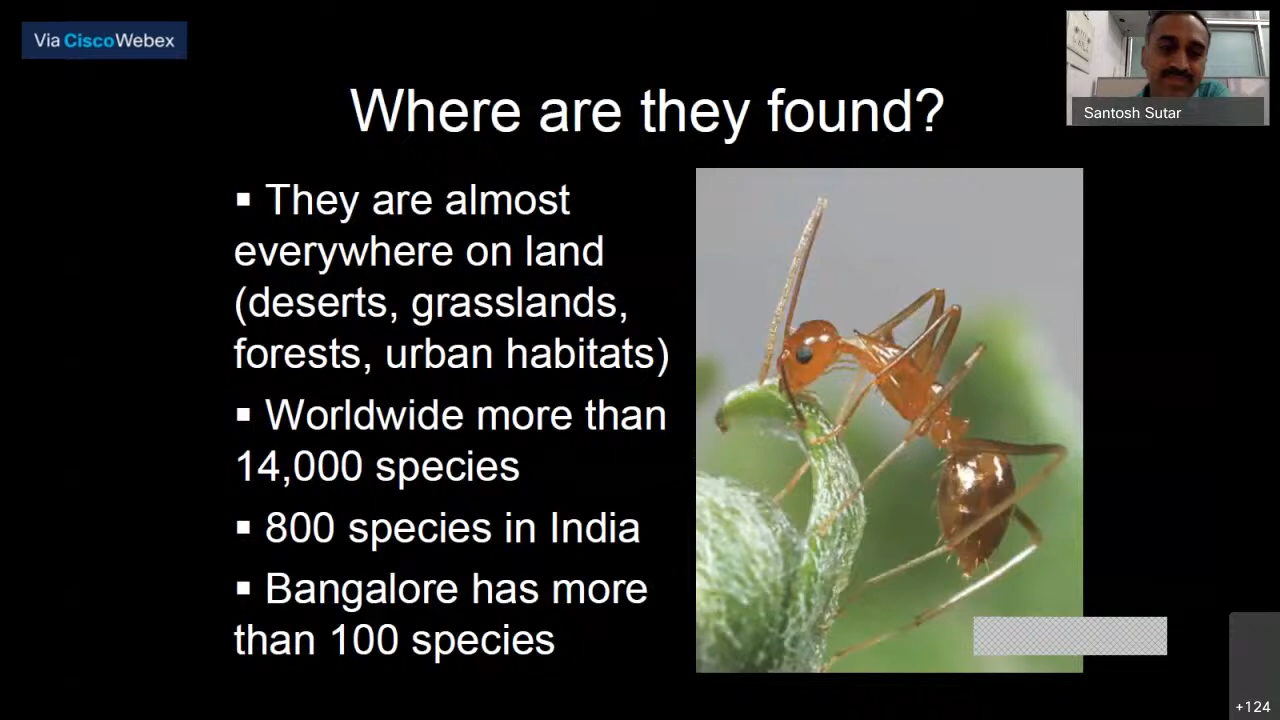 Via CiscoWebex
Where are they found?
Santosh Sutar
▪ They are almost
everywhere on land
(deserts, grasslands,
forests, urban habitats)
▪ Worldwide more than
14,000 species
▪ 800 species in India
▪ Bangalore has more
than 100 species
+124